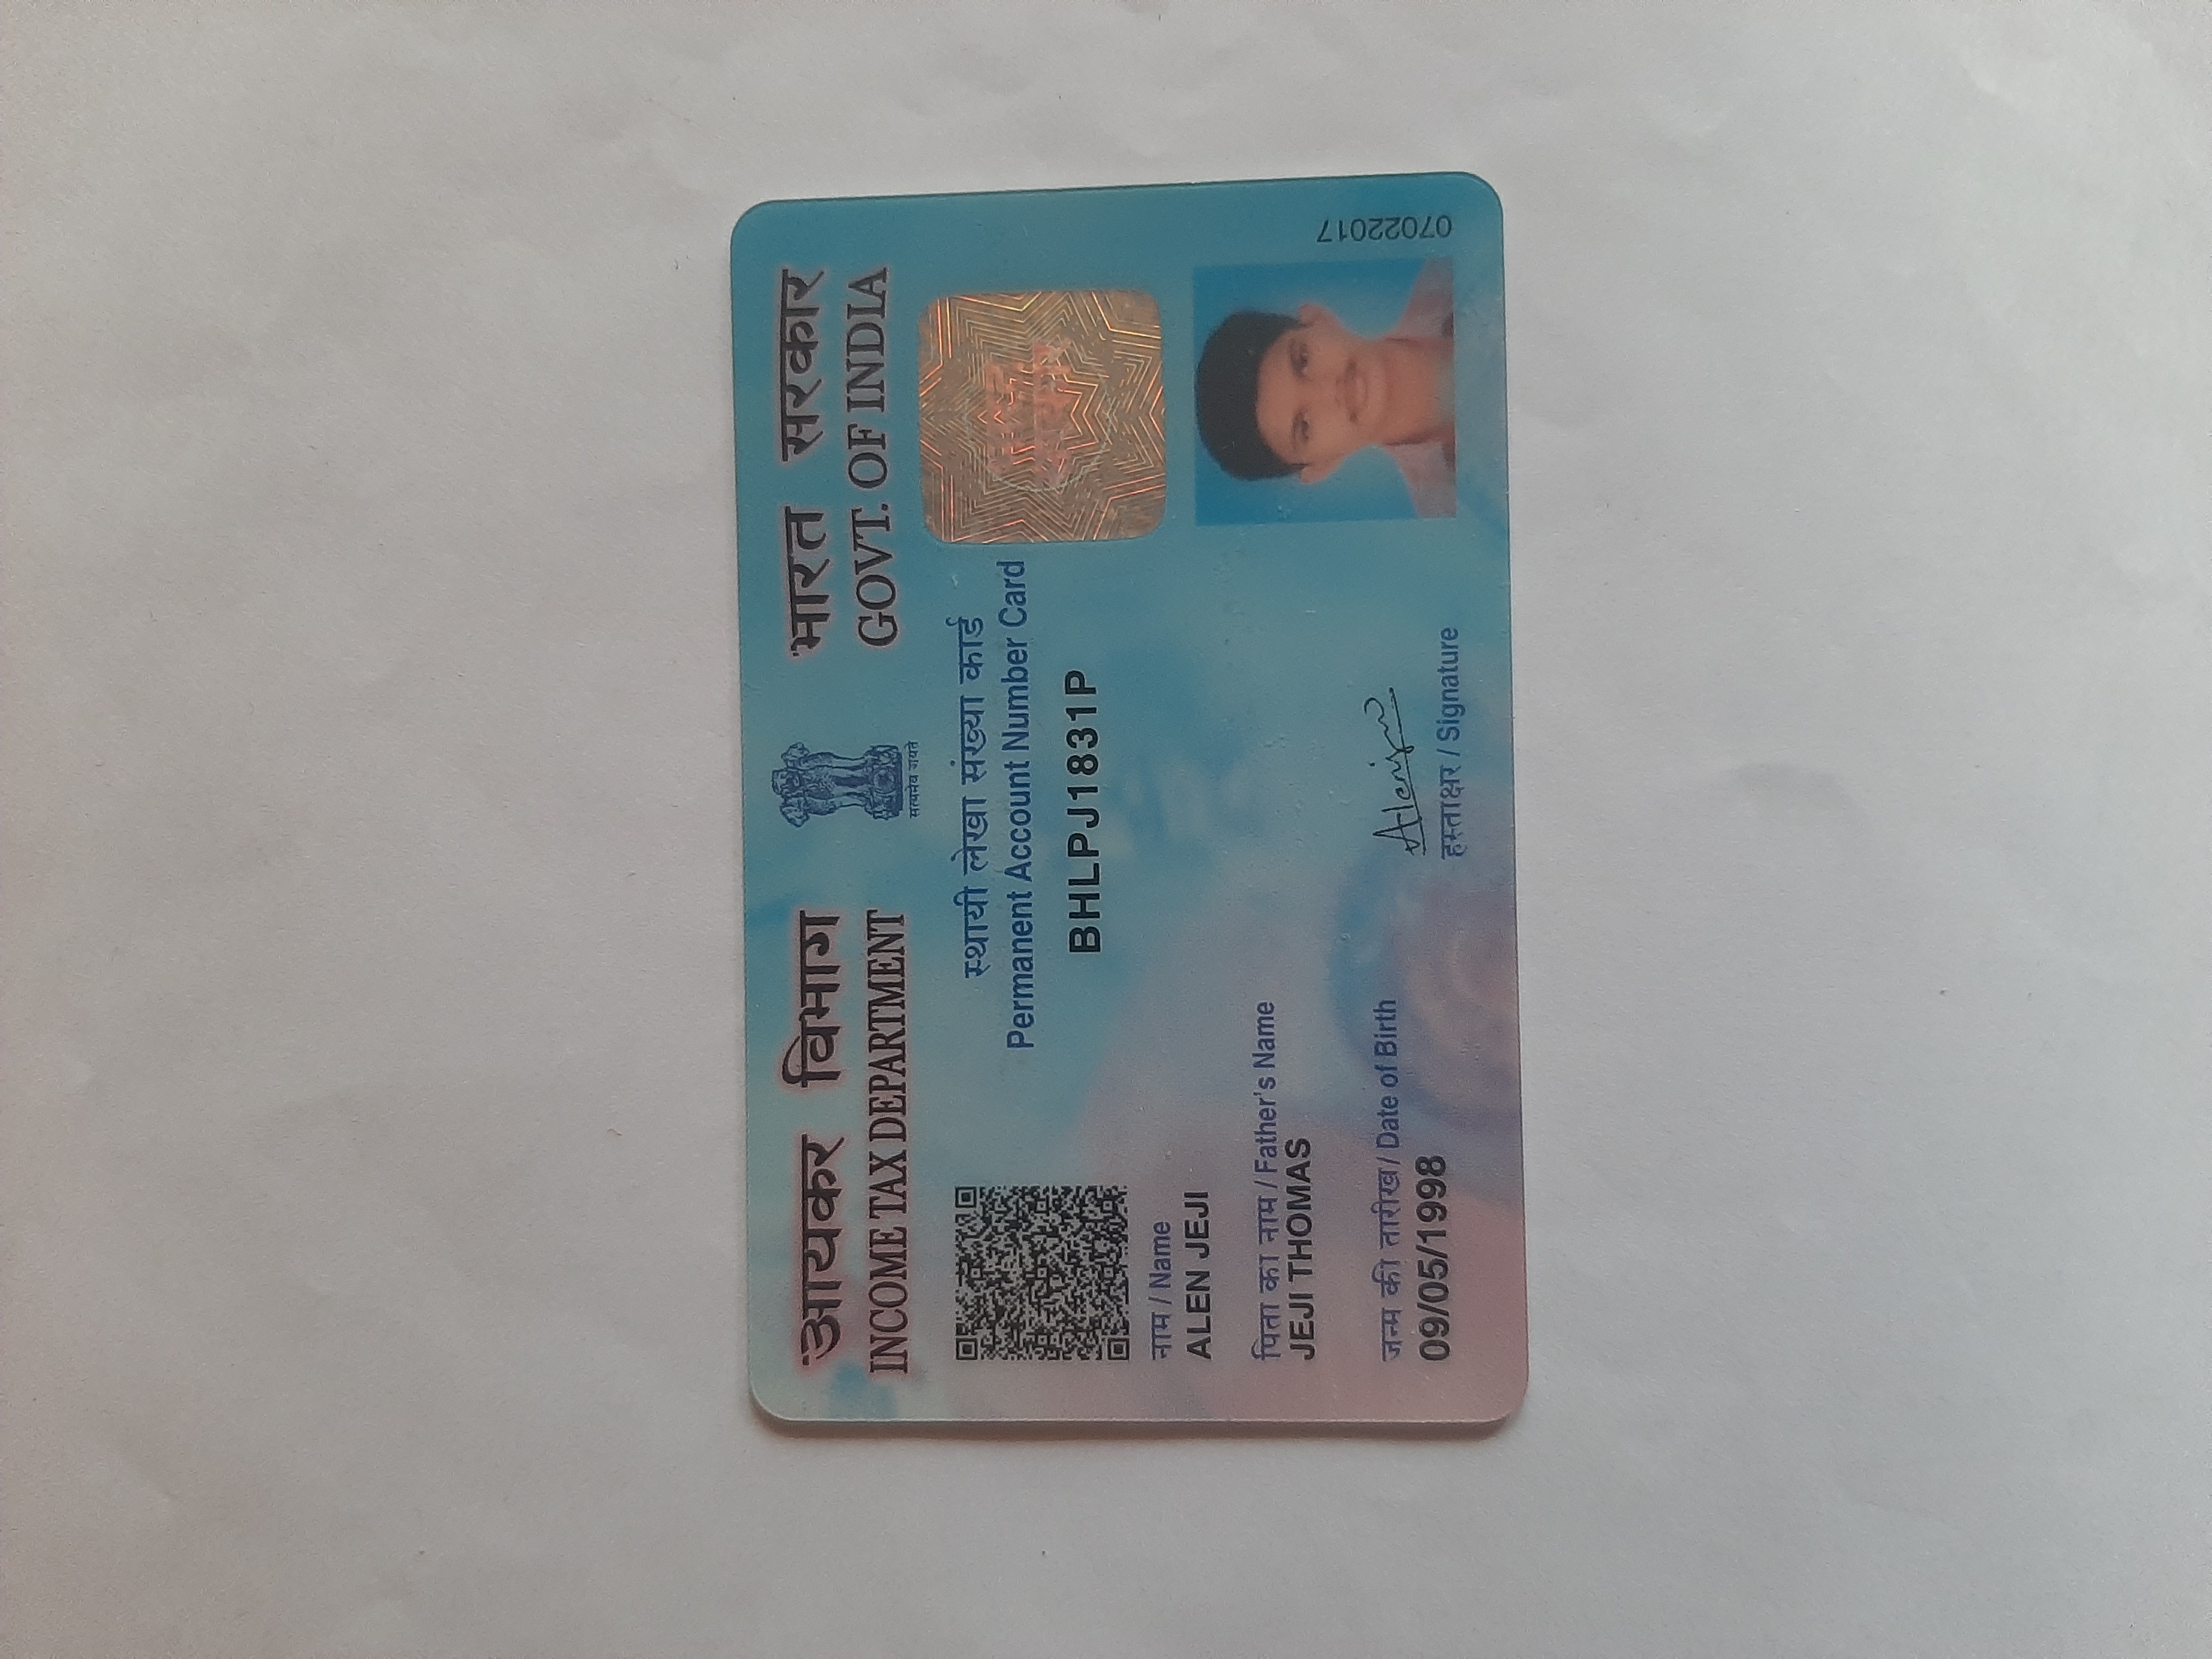 आयकर विभाग
INCOME TAX DEPARTMENT
सत्यमेव जयते
भारत सरकार
GOVT. OF INDIA
स्थायी लेखा संख्या कार्ड
Permanent Account Number Card
BHLPJ1831P
नाम / Name
ALEN JEJI
पिता का नाम / Father's Name
JEJI THOMAS
जन्म की तारीख / Date of Birth
09/05/1998
हस्ताक्षर / Signature
07022017